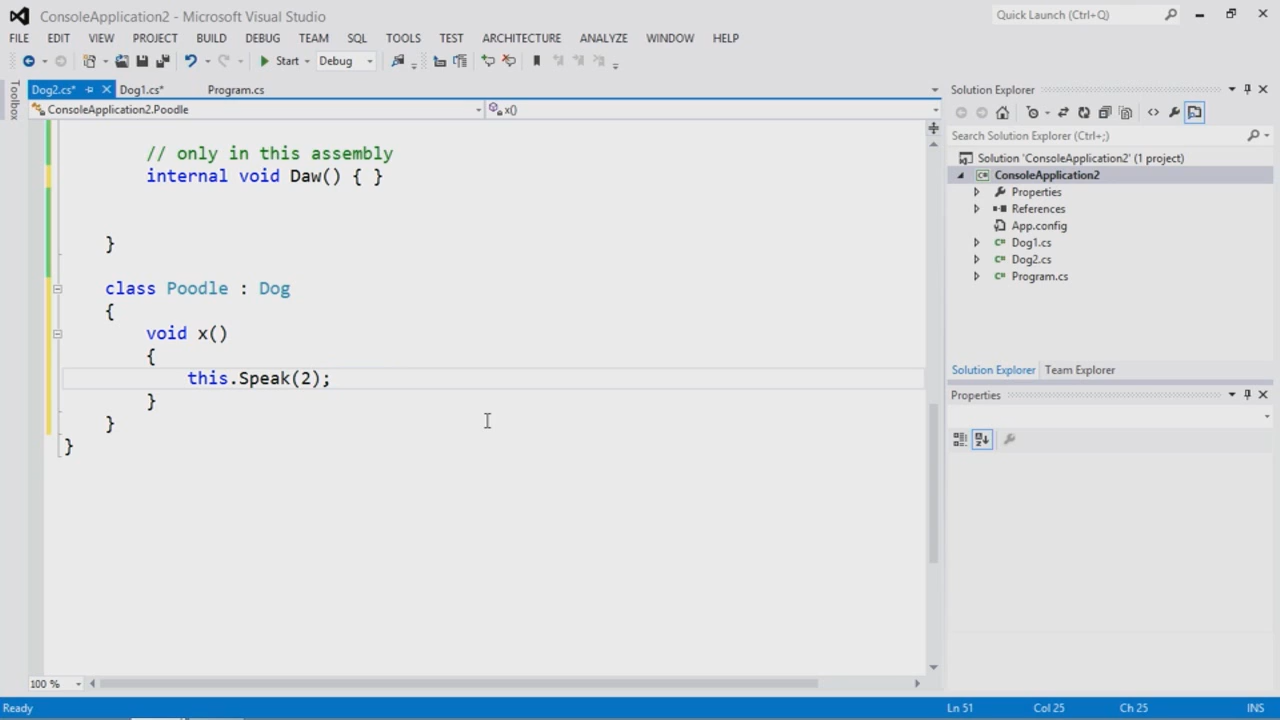 ConsoleApplication2 - Microsoft Visual Studio
Quick Launch (Ctrl+Q)
FILE EDIT VIEW PROJECT BUILD DEBUG TEAM SQL TOOLS TEST ARCHITECTURE ANALYZE WINDOW HELP
Start Debug
Toolbox
Dog2.cs* Dog1.cs* Program.cs
ConsoleApplication2.Poodle x()
// only in this assembly
internal void Daw() { }
}
class Poodle : Dog
{
void x()
{
this.Speak(2);
}
}
}
100 %
Solution Explorer
Search Solution Explorer (Ctrl+;)
Solution 'ConsoleApplication2' (1 project)
ConsoleApplication2
Properties
References
App.config
Dog1.cs
Dog2.cs
Program.cs
Solution Explorer Team Explorer
Properties
Ready Ln 51 Col 25 Ch 25 INS